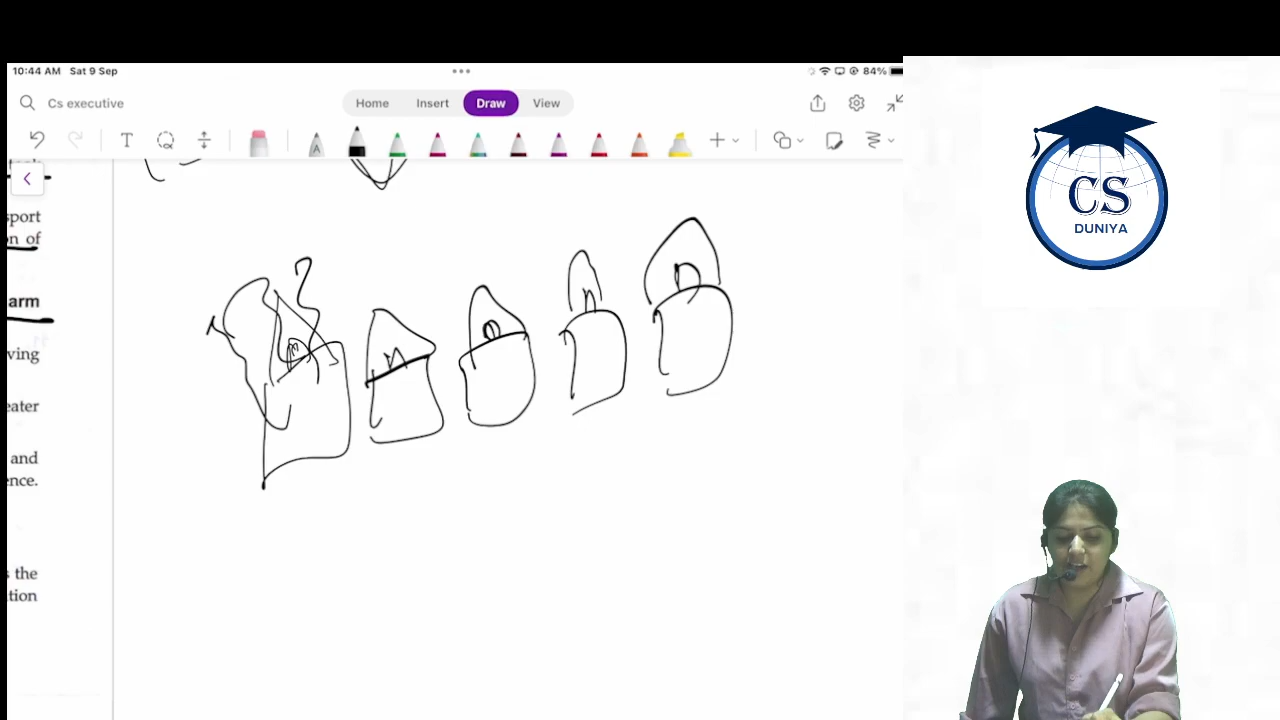 10:44 AM Sat 9 Sep
84%
Cs executive
Home Insert Draw View
sport
on of
arm
ving
eater
and
ence.
s the
tion
n n n n n
CS
DUNIYA